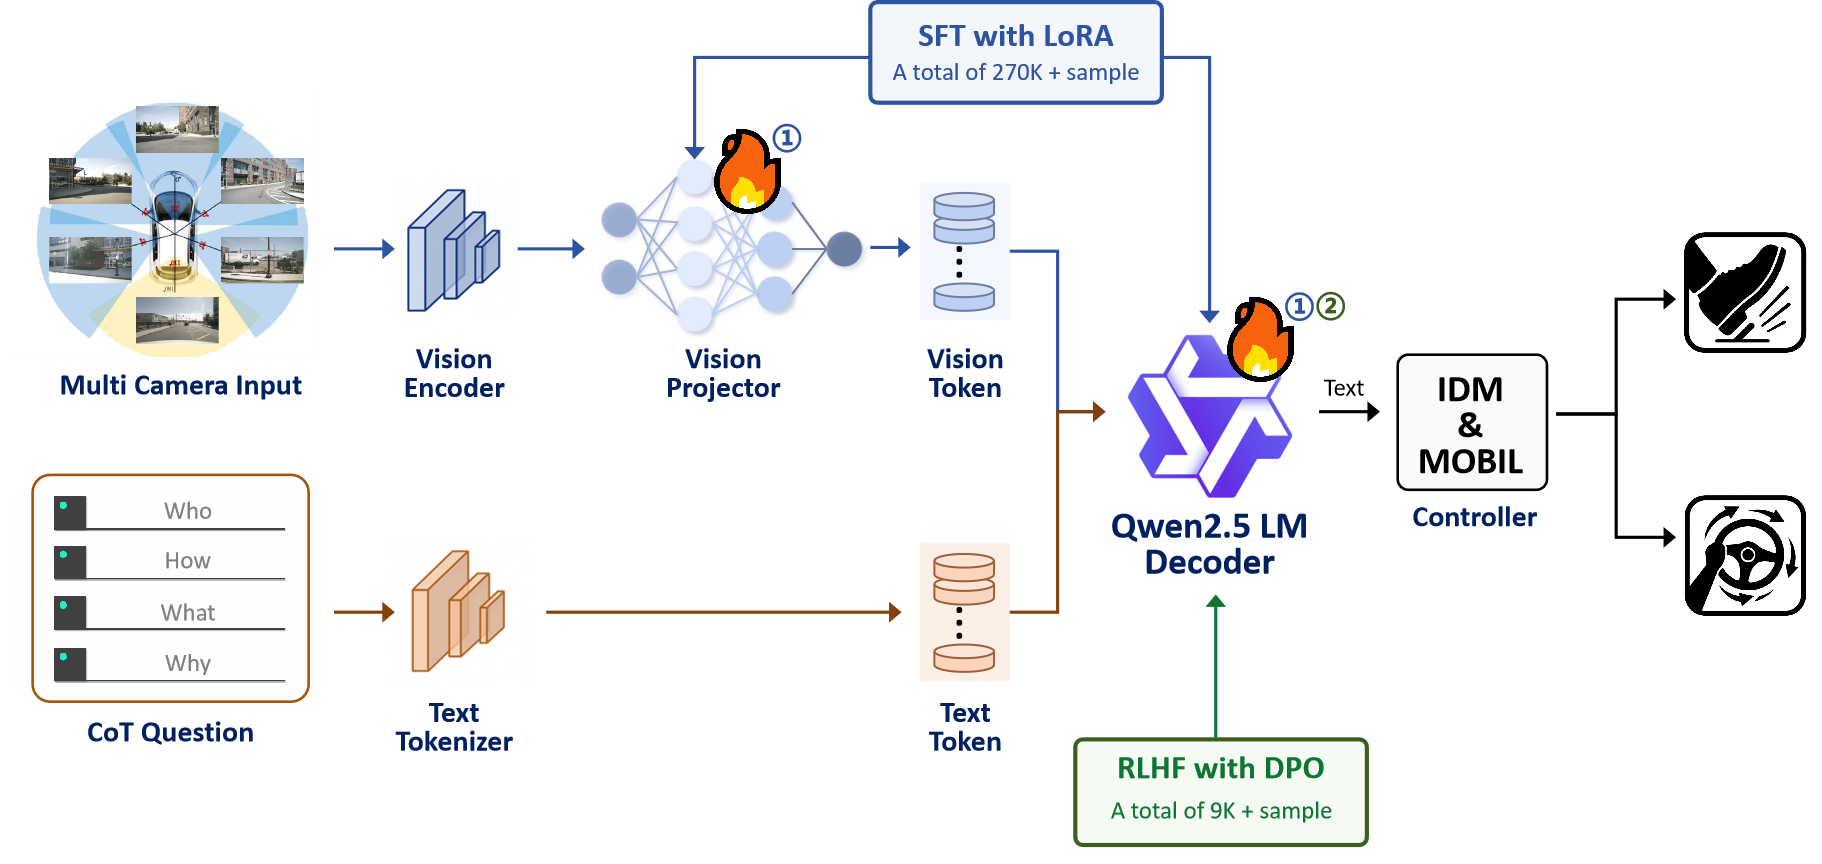 SFT with LoRA
A total of 270K + sample
①
Multi Camera Input
Vision
Encoder
Vision
Projector
Vision
Token
① ②
Qwen2.5 LM
Decoder
Text
IDM
&
MOBIL
Controller
Who
How
What
Why
CoT Question
Text
Tokenizer
Text
Token
RLHF with DPO
A total of 9K + sample